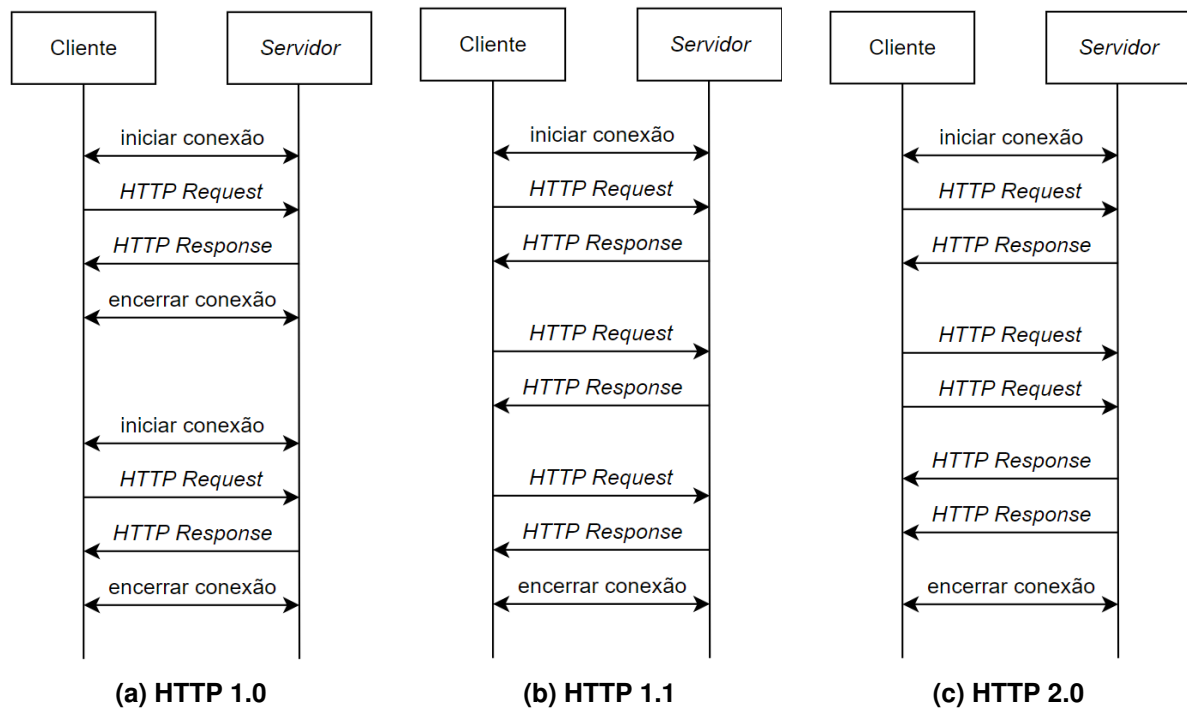 Cliente
Servidor
iniciar conexão
HTTP Request
HTTP Response
encerrar conexão
iniciar conexão
HTTP Request
HTTP Response
encerrar conexão
(a) HTTP 1.0
Cliente
Servidor
iniciar conexão
HTTP Request
HTTP Response
HTTP Request
HTTP Response
HTTP Request
HTTP Response
encerrar conexão
(b) HTTP 1.1
Cliente
Servidor
iniciar conexão
HTTP Request
HTTP Response
HTTP Request
HTTP Request
HTTP Response
HTTP Response
encerrar conexão
(c) HTTP 2.0